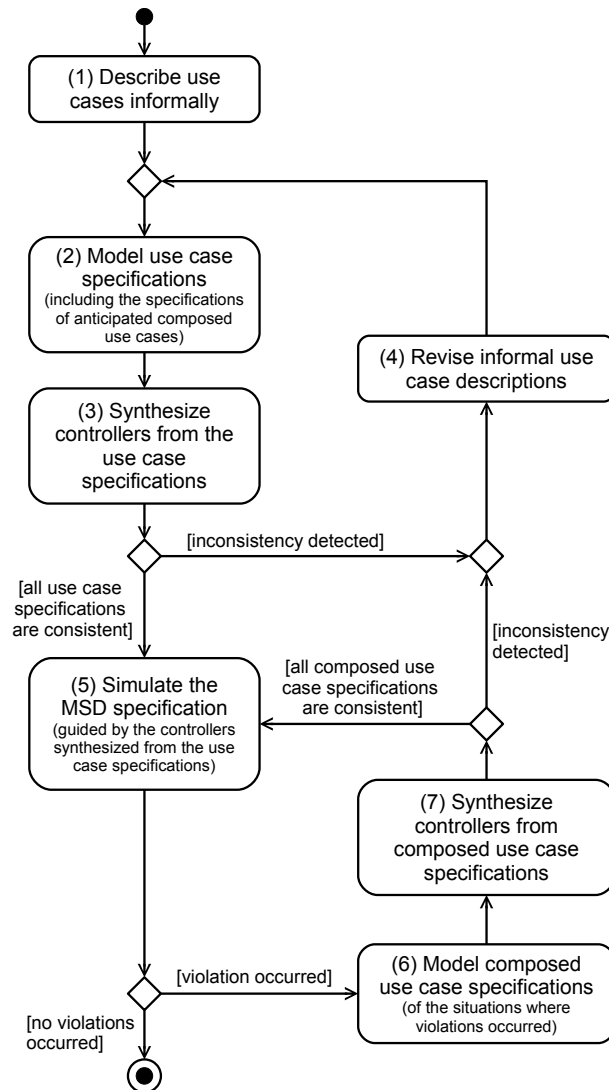 (1) Describe use
cases informally
(2) Model use case
specifications
(including the specifications
of anticipated composed
use cases)
(4) Revise informal use
case descriptions
(3) Synthesize
controllers from the
use case
specifications
[inconsistency detected]
[all use case
specifications
are consistent]
[inconsistency
detected]
[all composed use
case specifications
are consistent]
(5) Simulate the
MSD specification
(guided by the controllers
synthesized from the use
case specifications)
(7) Synthesize
controllers from
composed use case
specifications
(6) Model composed
use case specifications
(of the situations where
violations occurred)
[violation occurred]
[no violations
occurred]